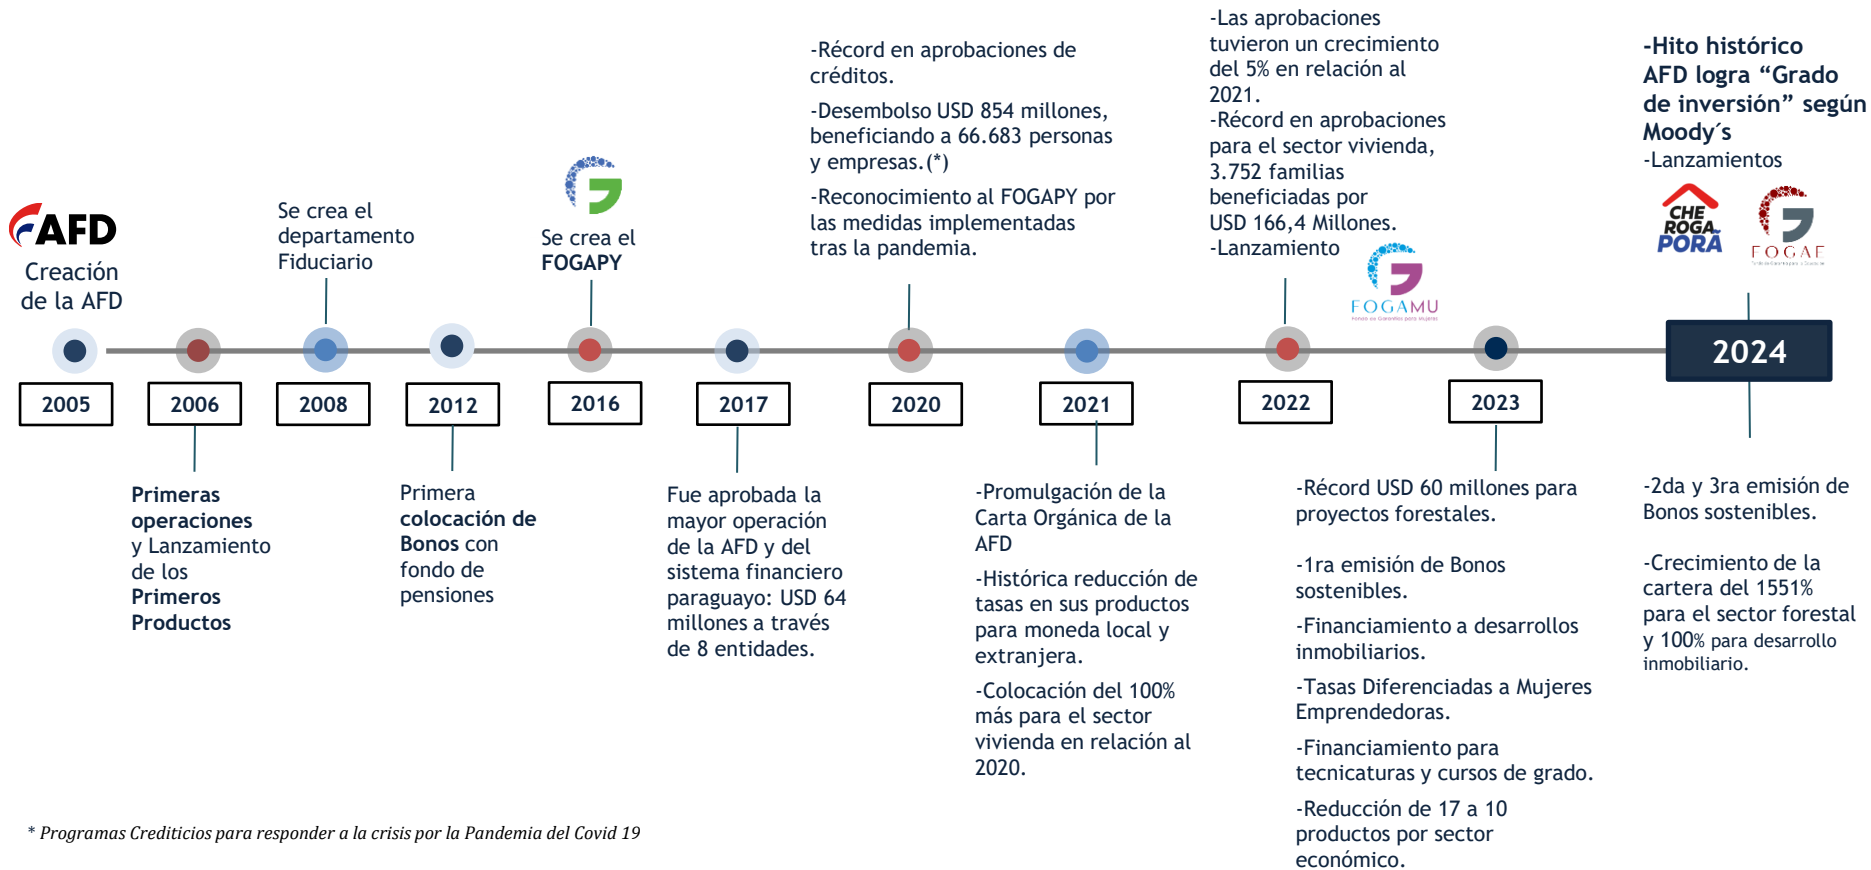 AFD
Creación
de la AFD
2005
2006
Primeras
operaciones
y Lanzamiento
de los
Primeros
Productos
Se crea el
departamento
Fiduciario
2008
2012
Primera
colocación de
Bonos con
fondo de
pensiones
Se crea el
FOGAPY
2016
2017
Fue aprobada la
mayor operación
de la AFD y del
sistema financiero
paraguayo: USD 64
millones a través
de 8 entidades.
-Récord en aprobaciones de
créditos.
-Desembolso USD 854 millones,
beneficiando a 66.683 personas
y empresas.(*)
-Reconocimiento al FOGAPY por
las medidas implementadas
tras la pandemia.
2020
2021
-Promulgación de la
Carta Orgánica de la
AFD
-Histórica reducción de
tasas en sus productos
para moneda local y
extranjera.
-Colocación del 100%
más para el sector
vivienda en relación al
2020.
-Las aprobaciones
tuvieron un crecimiento
del 5% en relación al
2021.
-Récord en aprobaciones
para el sector vivienda,
3.752 familias
beneficiadas por
USD 166,4 Millones.
-Lanzamiento
FOGAMU
Fondo de Garantías para Mujeres
2022
2023
-Récord USD 60 millones para
proyectos forestales.
-1ra emisión de Bonos
sostenibles.
-Financiamiento a desarrollos
inmobiliarios.
-Tasas Diferenciadas a Mujeres
Emprendedoras.
-Financiamiento para
tecnicaturas y cursos de grado.
-Reducción de 17 a 10
productos por sector
económico.
-Hito histórico
AFD logra “Grado
de inversión” según
Moody´s
-Lanzamientos
CHE
ROGA
PORÃ
FOGAE
2024
-2da y 3ra emisión de
Bonos sostenibles.
-Crecimiento de la
cartera del 1551%
para el sector forestal
y 100% para desarrollo
inmobiliario.
* Programas Crediticios para responder a la crisis por la Pandemia del Covid 19